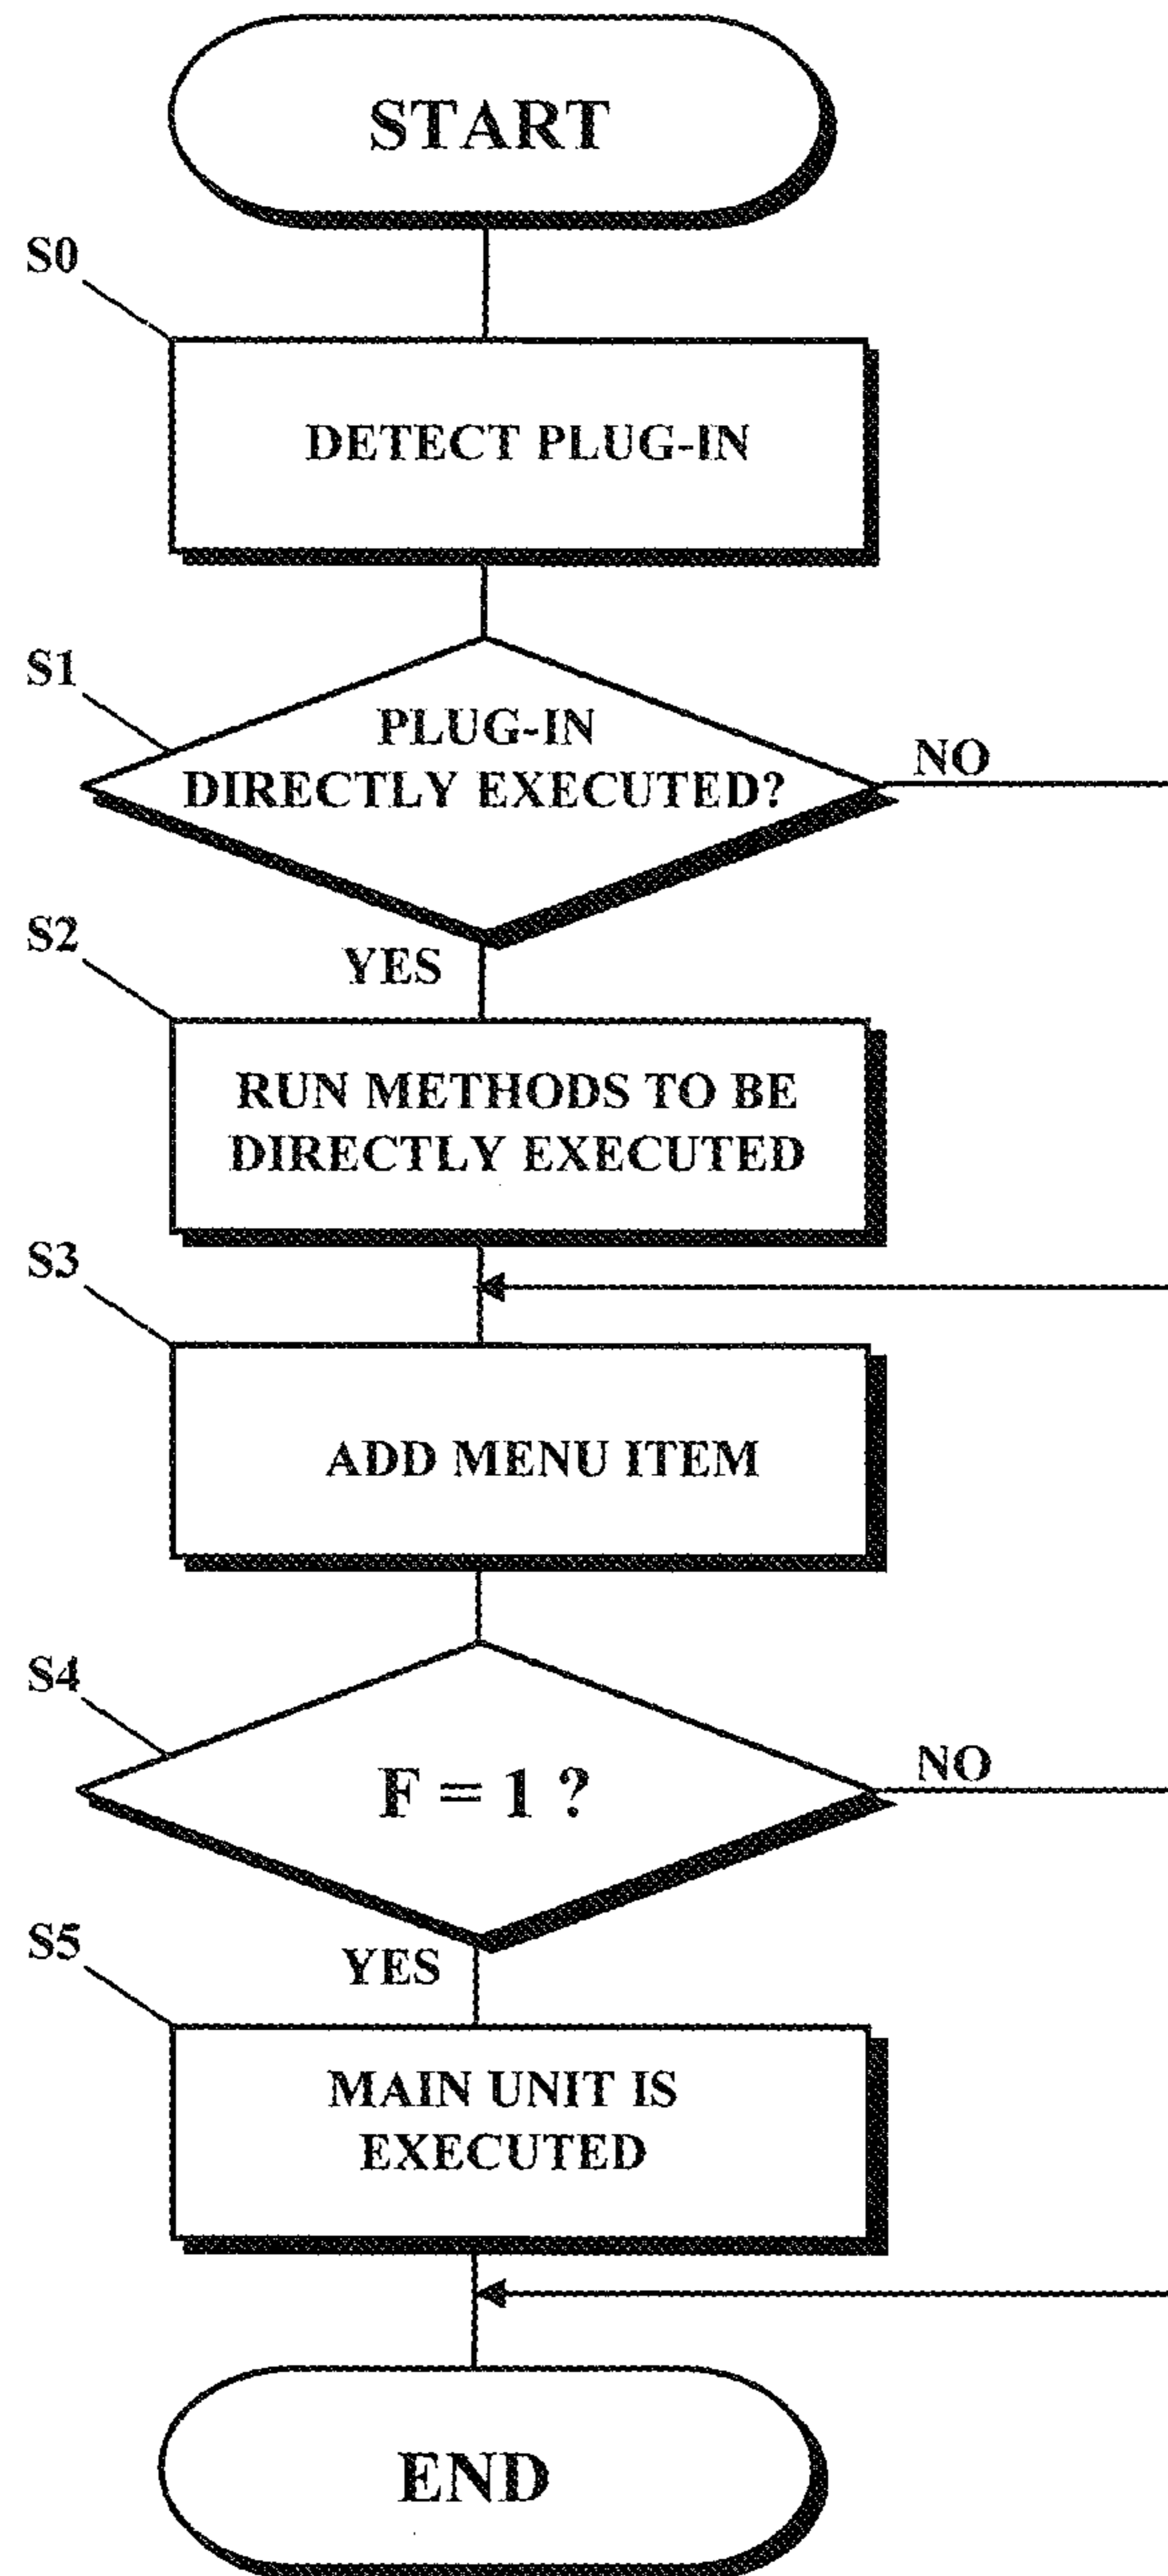 START
S0
DETECT PLUG-IN
S1
PLUG-IN
DIRECTLY EXECUTED?
NO
YES
S2
RUN METHODS TO BE
DIRECTLY EXECUTED
S3
ADD MENU ITEM
S4
F = 1 ?
NO
YES
S5
MAIN UNIT IS
EXECUTED
END